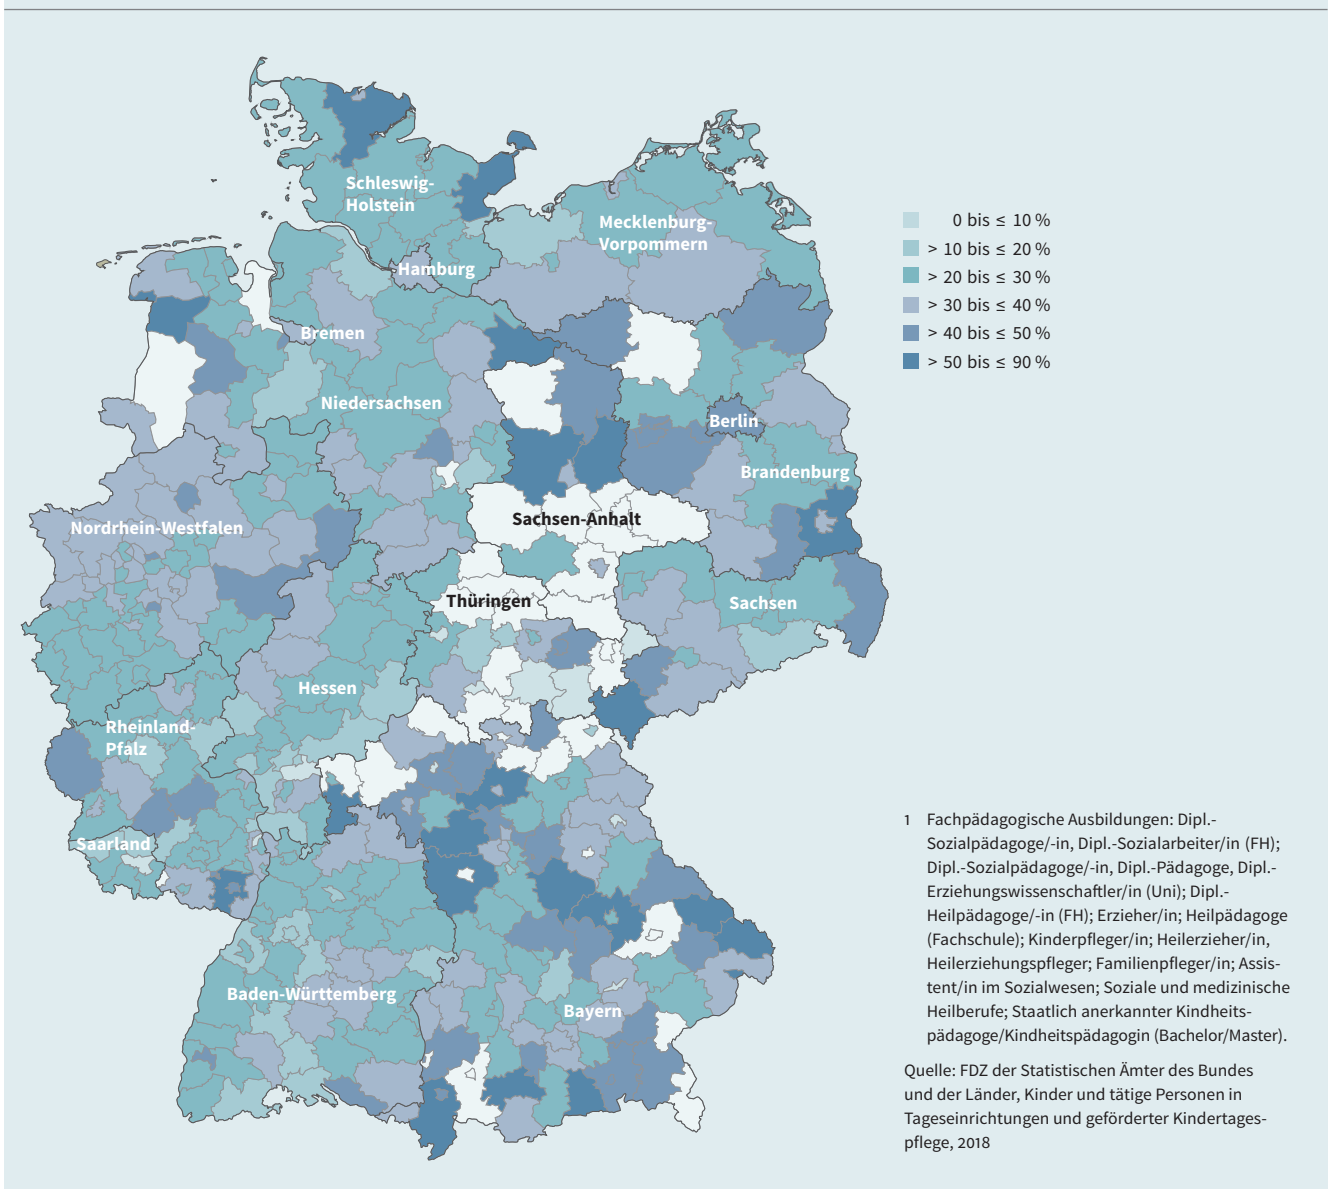 Schleswig-
Holstein
Mecklenburg-
Vorpommern
Hamburg
Bremen
Niedersachsen
Berlin
Brandenburg
Sachsen-Anhalt
Nordrhein-Westfalen
Thüringen
Sachsen
Hessen
Rheinland-
Pfalz
Saarland
Baden-Württemberg
Bayern
0 bis ≤ 10 %
> 10 bis ≤ 20 %
> 20 bis ≤ 30 %
> 30 bis ≤ 40 %
> 40 bis ≤ 50 %
> 50 bis ≤ 90 %
1 Fachpädagogische Ausbildungen: Dipl.-
Sozialpädagoge/-in, Dipl.-Sozialarbeiter/in (FH);
Dipl.-Sozialpädagoge/-in, Dipl.-Pädagoge, Dipl.-
Erziehungswissenschaftler/in (Uni); Dipl.-
Heilpädagoge/-in (FH); Erzieher/in; Heilpädagoge
(Fachschule); Kinderpfleger/in; Heilerzieher/in,
Heilerziehungspfleger; Familienpfleger/in; Assis-
tent/in im Sozialwesen; Soziale und medizinische
Heilberufe; Staatlich anerkannter Kindheits-
pädagoge/Kindheitspädagogin (Bachelor/Master).
Quelle: FDZ der Statistischen Ämter des Bundes
und der Länder, Kinder und tätige Personen in
Tageseinrichtungen und geförderter Kindertages-
pflege, 2018